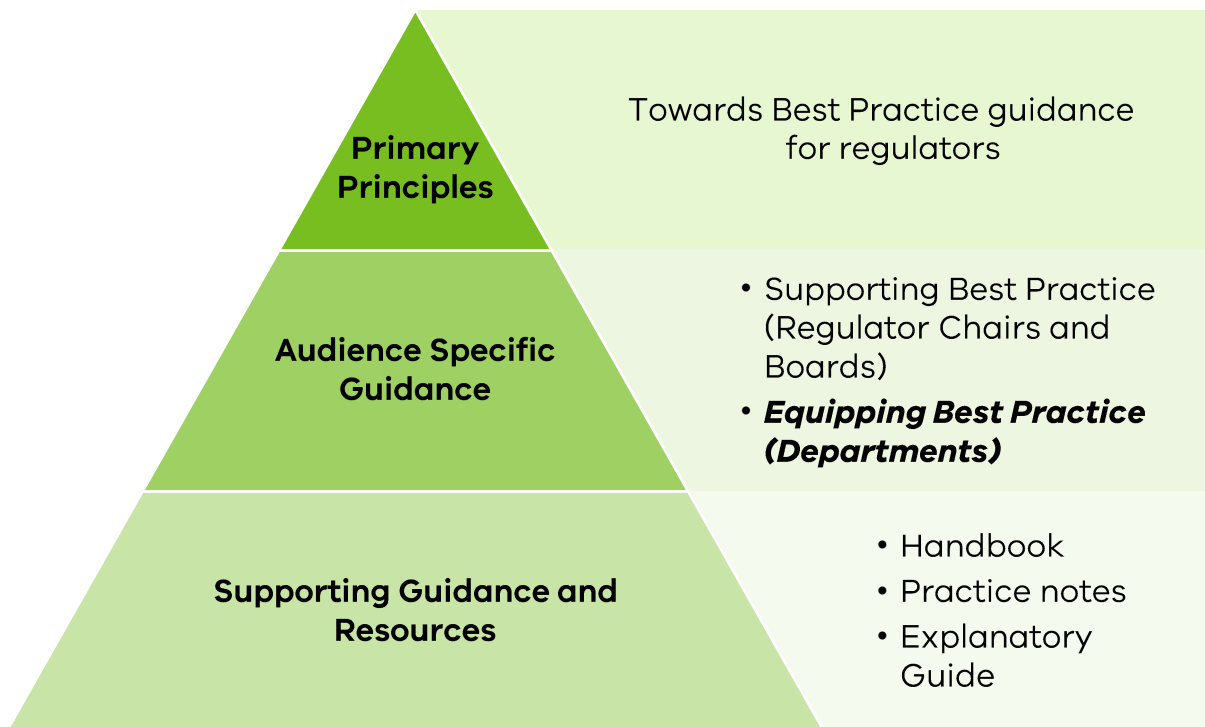 Primary
Principles
Towards Best Practice guidance
for regulators
Audience Specific
Guidance
• Supporting Best Practice
(Regulator Chairs and
Boards)
• Equipping Best Practice
(Departments)
Supporting Guidance and
Resources
• Handbook
• Practice notes
• Explanatory
Guide